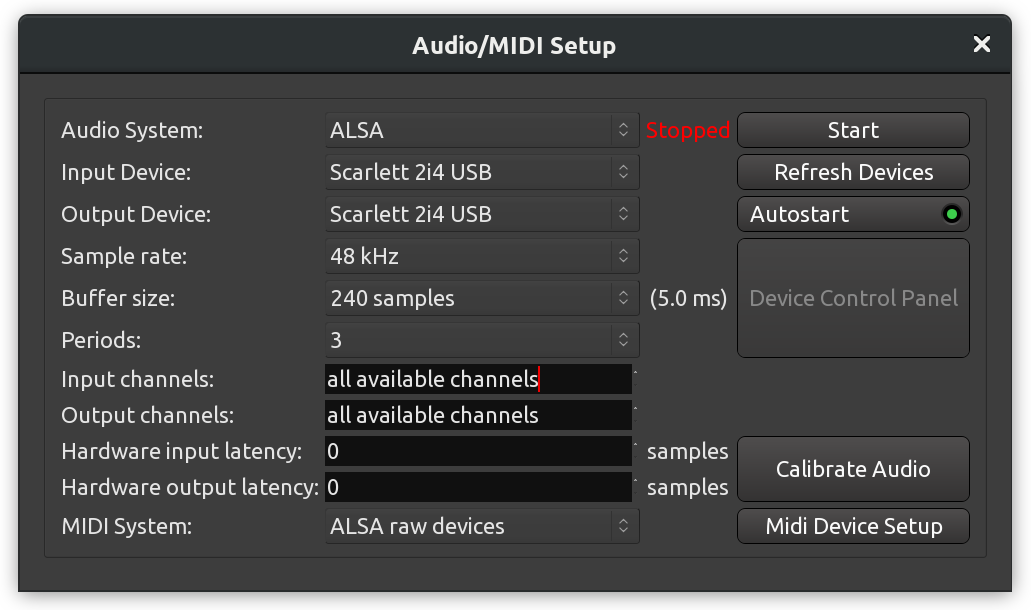 Audio/MIDI Setup
Audio System: ALSA Stopped Start
Input Device: Scarlett 2i4 USB Refresh Devices
Output Device: Scarlett 2i4 USB Autostart
Sample rate: 48 kHz
Buffer size: 240 samples (5.0 ms) Device Control Panel
Periods: 3
Input channels: all available channels
Output channels: all available channels
Hardware input latency: 0 samples Calibrate Audio
Hardware output latency: 0 samples
MIDI System: ALSA raw devices Midi Device Setup